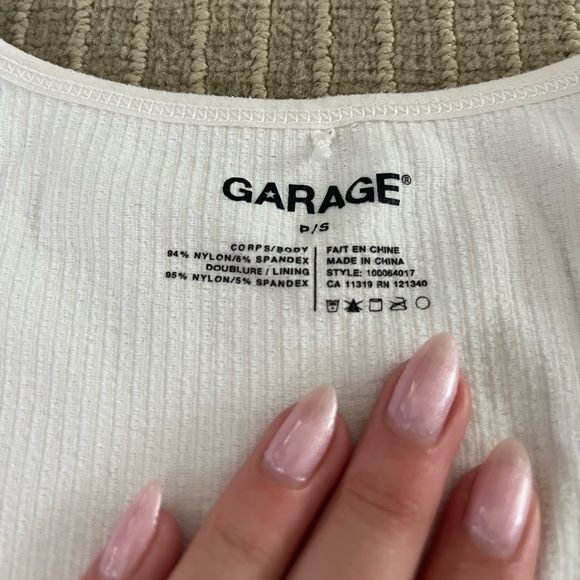 GARAGE®
P/S
CORPS/BODY
94% NYLON/6% SPANDEX
DOUBLURE / LINING
95% NYLON/5% SPANDEX
FAIT EN CHINE
MADE IN CHINA
STYLE: 100064017
CA 11319 RN 121340